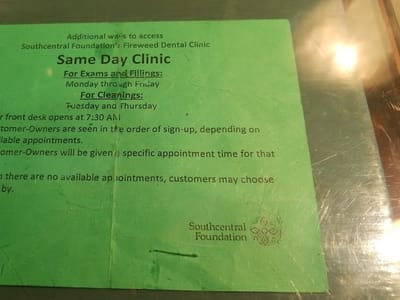 Additional ways to access
Southcentral Foundation's Fireweed Dental Clinic
Same Day Clinic
For Exams and Fillings:
Monday through Friday
For Cleanings:
Tuesday and Thursday
r front desk opens at 7:30 AM
stomer-Owners are seen in the order of sign-up, depending on
ilable appointments.
tomer-Owners will be given a specific appointment time for that
n there are no available appointments, customers may choose
by.
Southcentral
Foundation